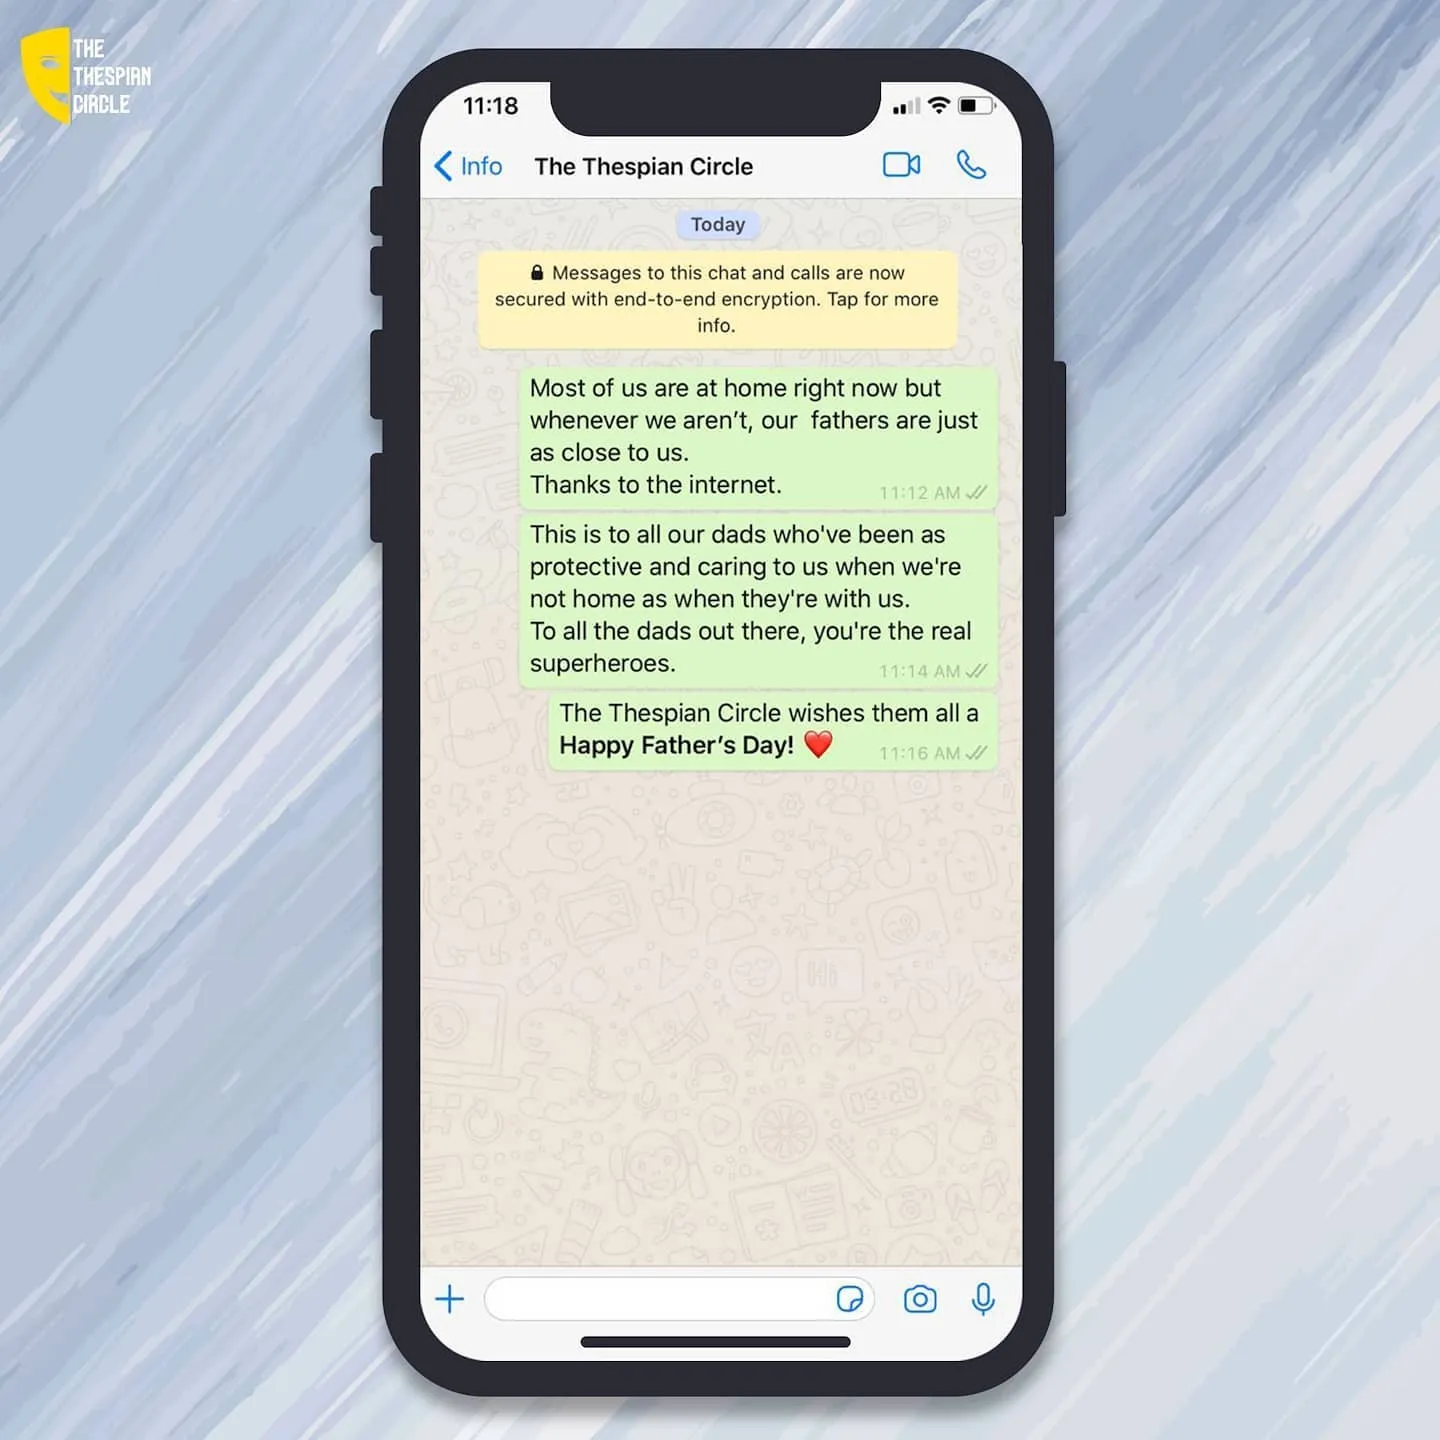 THE
THESPIAN
CIRCLE
11:18
Info
The Thespian Circle
Today
Messages to this chat and calls are now
secured with end-to-end encryption. Tap for more
info.
Most of us are at home right now but
whenever we aren’t, our  fathers are just
as close to us.
Thanks to the internet.
11:12 AM
This is to all our dads who've been as
protective and caring to us when we're
not home as when they're with us.
To all the dads out there, you're the real
superheroes.
11:14 AM
The Thespian Circle wishes them all a
Happy Father’s Day! ❤️
11:16 AM
Hi